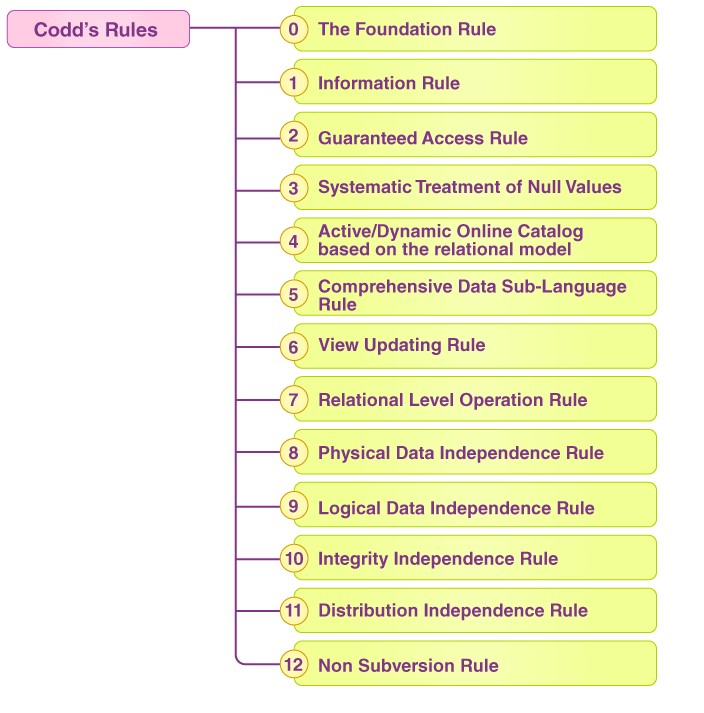 Codd’s Rules
0
The Foundation Rule
1
Information Rule
2
Guaranteed Access Rule
3
Systematic Treatment of Null Values
4
Active/Dynamic Online Catalog
based on the relational model
5
Comprehensive Data Sub-Language
Rule
6
View Updating Rule
7
Relational Level Operation Rule
8
Physical Data Independence Rule
9
Logical Data Independence Rule
10
Integrity Independence Rule
11
Distribution Independence Rule
12
Non Subversion Rule